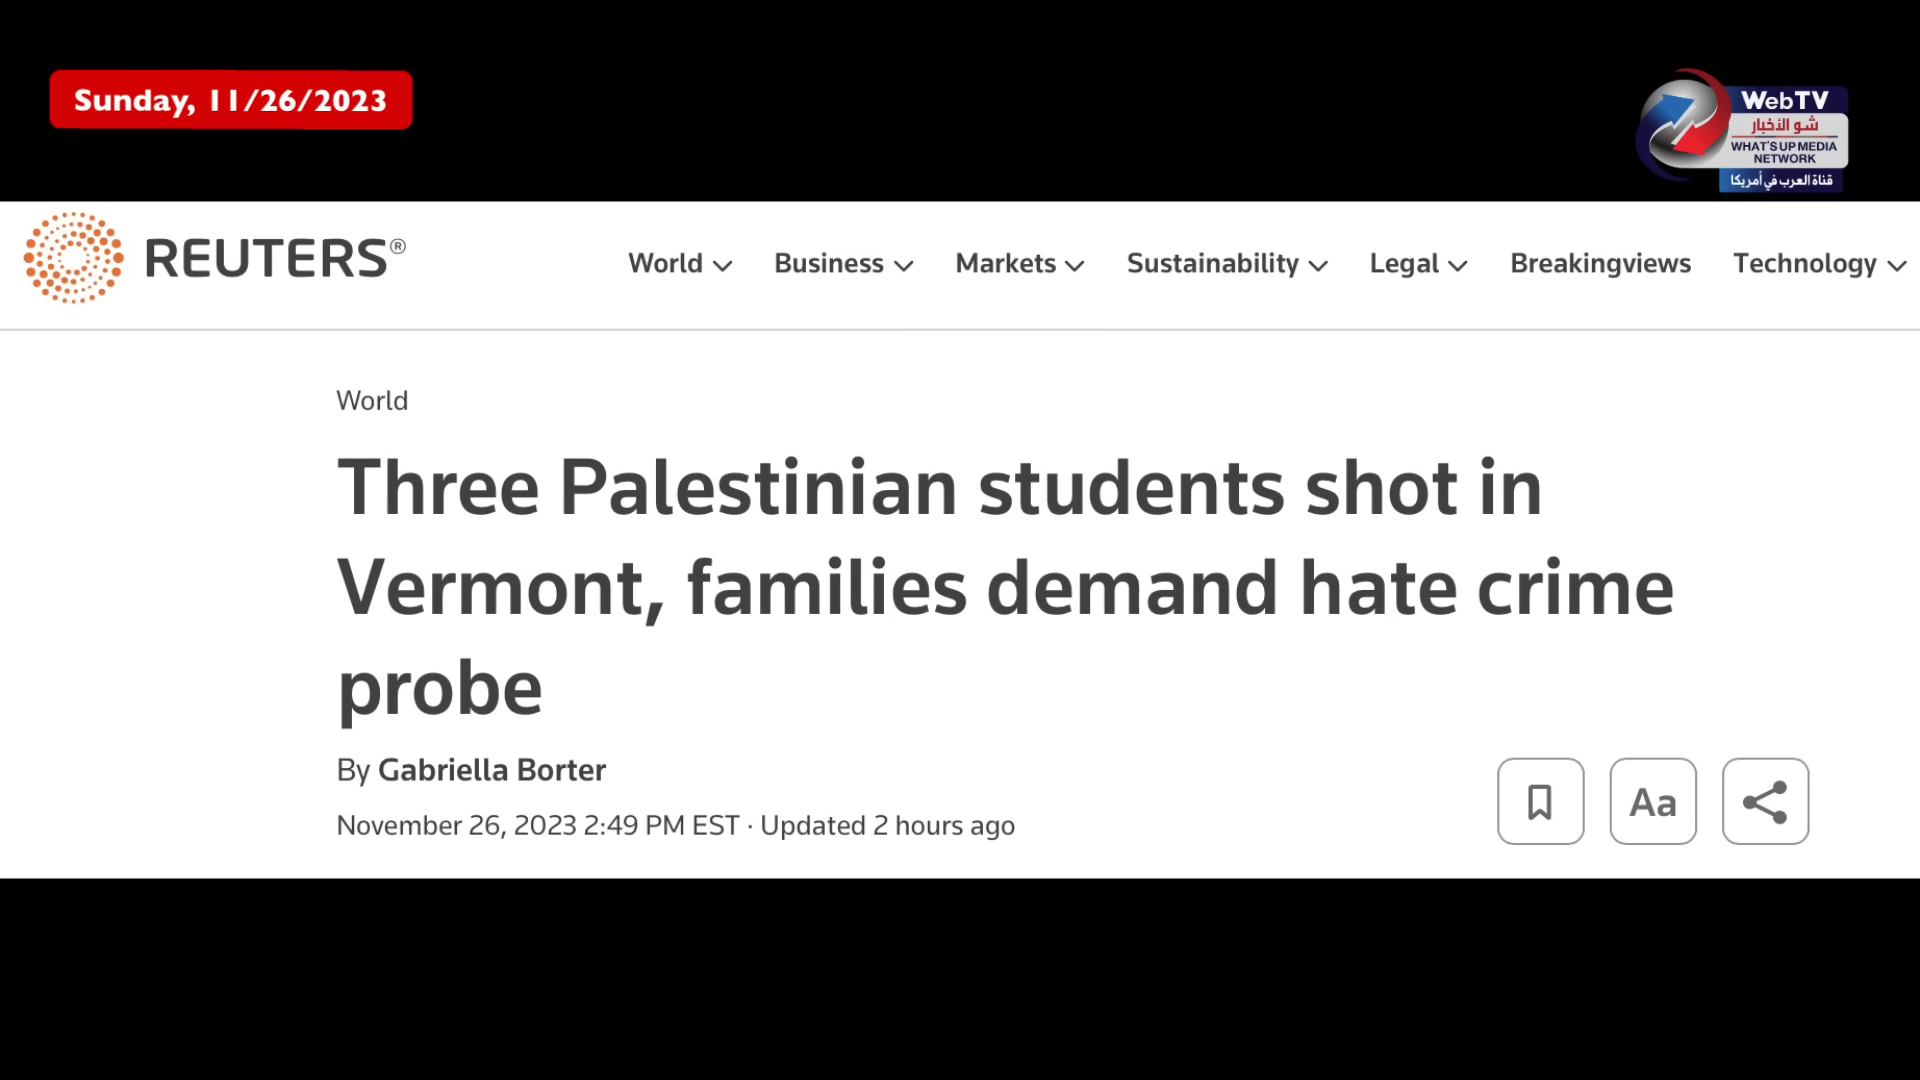 Sunday, 11/26/2023
WebTV
شو الأخبار
WHAT'S UP MEDIA
NETWORK
قناة العرب في أمريكا
REUTERS®
World Business Markets Sustainability Legal Breakingviews Technology
World
Three Palestinian students shot in
Vermont, families demand hate crime
probe
By Gabriella Borter
November 26, 2023 2:49 PM EST · Updated 2 hours ago
Aa